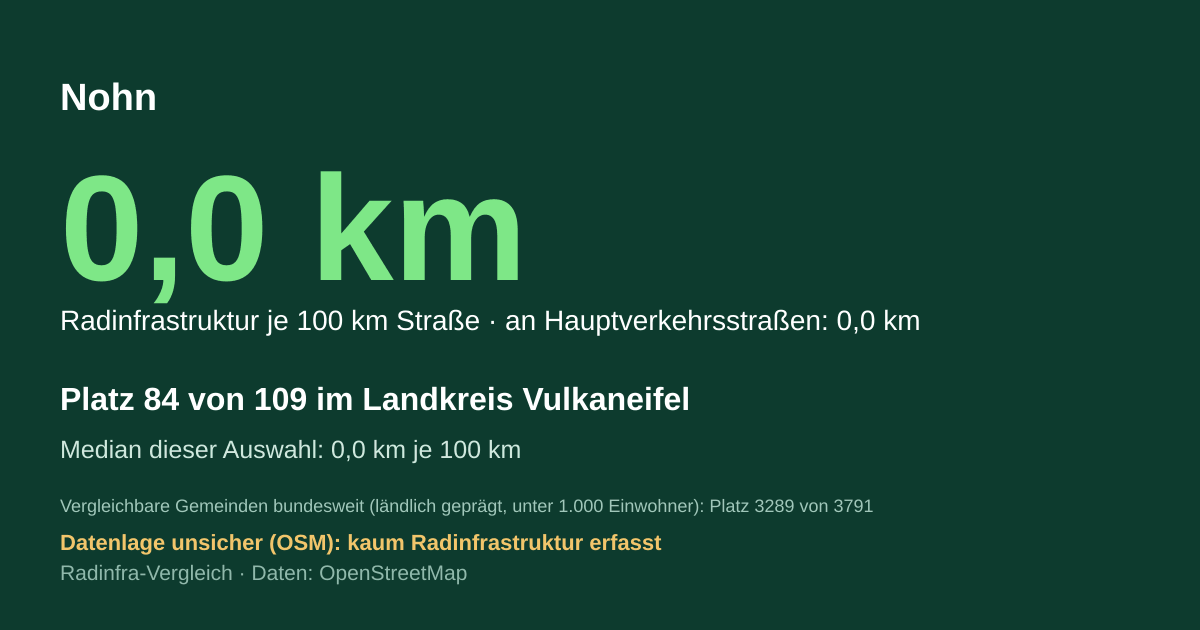 Nohn
0,0 km
Radinfrastruktur je 100 km Straße · an Hauptverkehrsstraßen: 0,0 km
Platz 84 von 109 im Landkreis Vulkaneifel
Median dieser Auswahl: 0,0 km je 100 km
Vergleichbare Gemeinden bundesweit (ländlich geprägt, unter 1.000 Einwohner): Platz 3289 von 3791
Datenlage unsicher (OSM): kaum Radinfrastruktur erfasst
Radinfra-Vergleich · Daten: OpenStreetMap